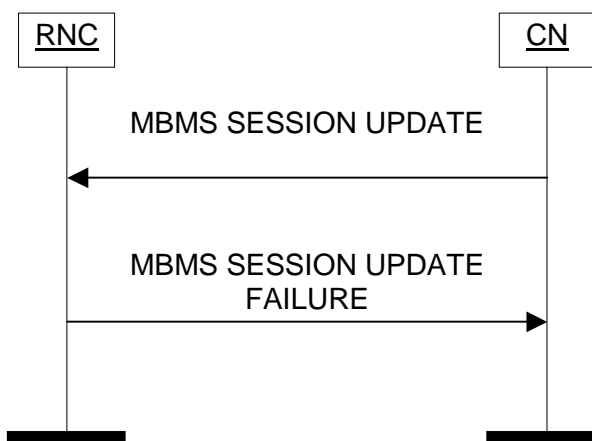 RNC
CN
MBMS SESSION UPDATE
MBMS SESSION UPDATE
FAILURE